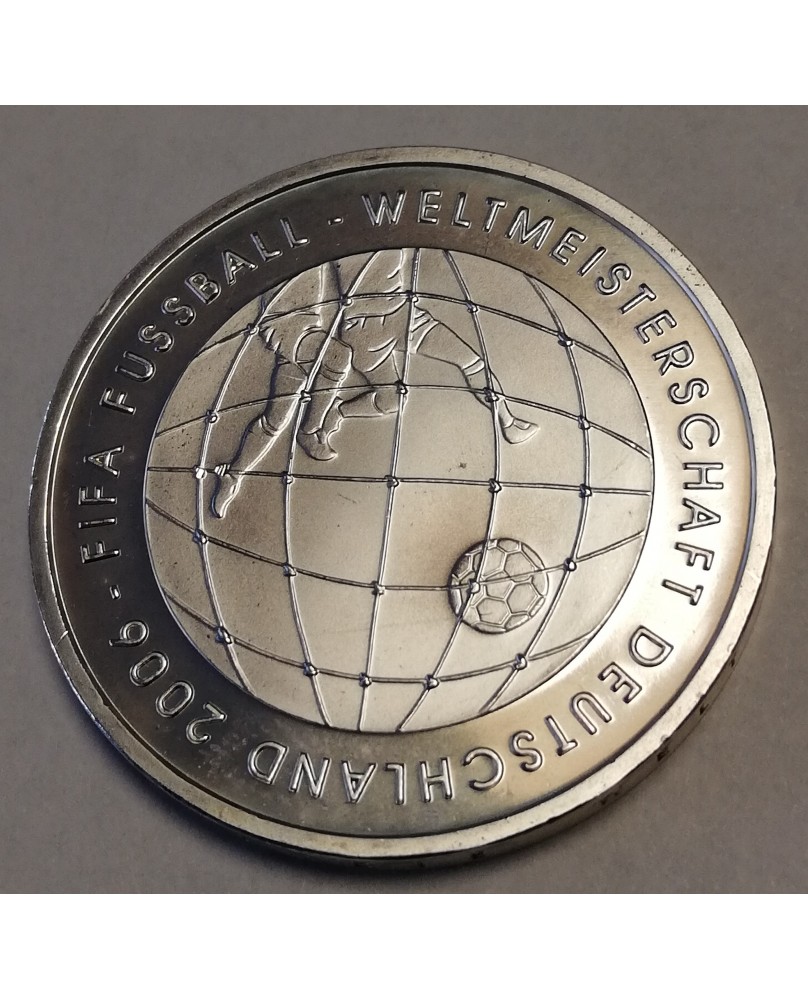 FIFA FUSSBALL - WELTMEISTERSCHAFT DEUTSCHLAND 2006 -